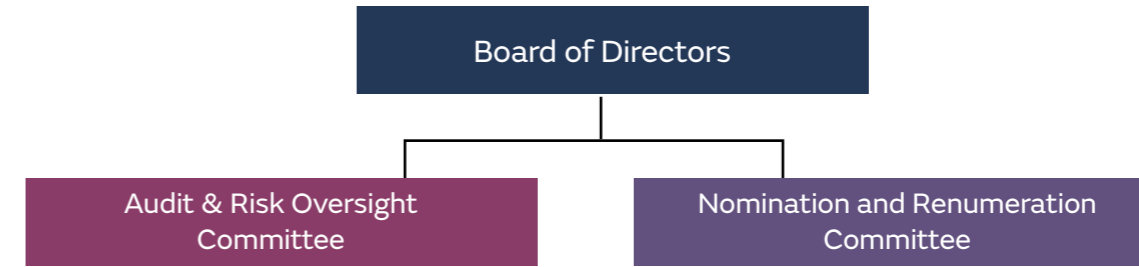 Board of Directors
Audit & Risk Oversight
Committee
Nomination and Renumeration
Committee